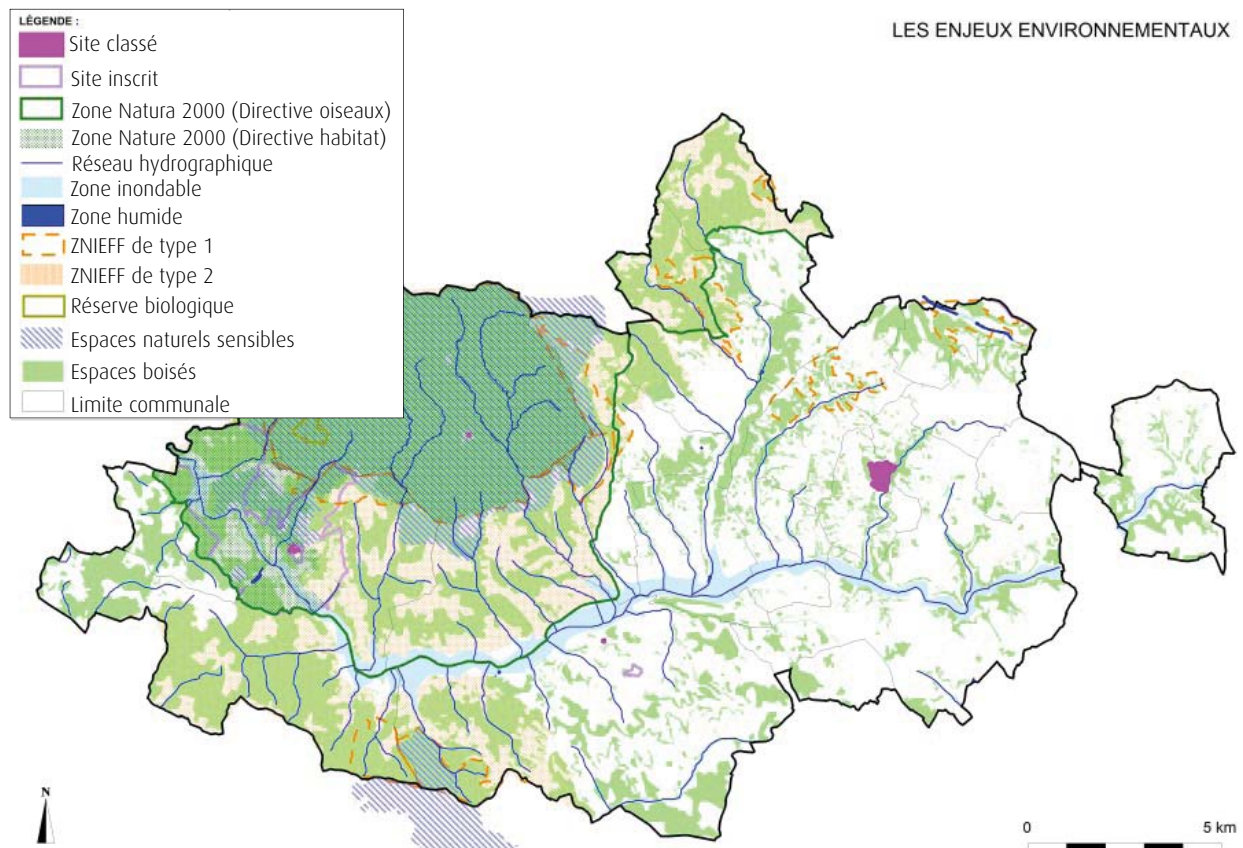 LÉGENDE :
Site classé
Site inscrit
Zone Natura 2000 (Directive oiseaux)
Zone Nature 2000 (Directive habitat)
Réseau hydrographique
Zone inondable
Zone humide
ZNIEFF de type 1
ZNIEFF de type 2
Réserve biologique
Espaces naturels sensibles
Espaces boisés
Limite communale
LES ENJEUX ENVIRONNEMENTAUX
N
0 5 km